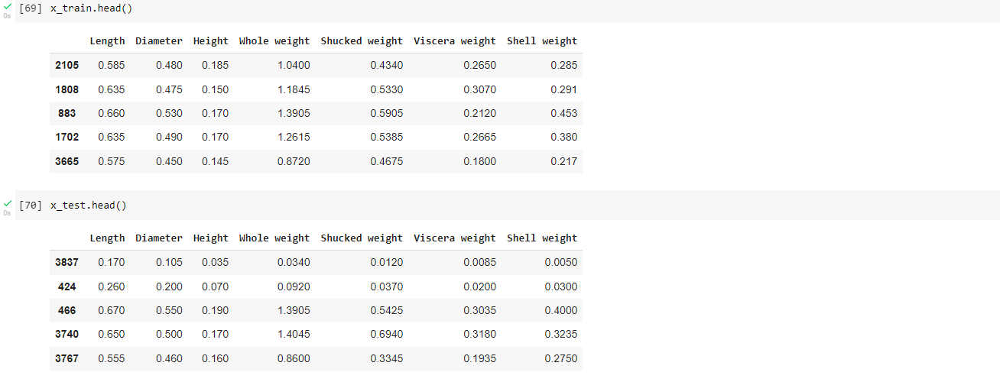 [69] x_train.head()
0s
Length Diameter Height Whole weight Shucked weight Viscera weight Shell weight
2105 0.585 0.480 0.185 1.0400 0.4340 0.2650 0.285
1808 0.635 0.475 0.150 1.1845 0.5330 0.3070 0.291
883 0.660 0.530 0.170 1.3905 0.5905 0.2120 0.453
1702 0.635 0.490 0.170 1.2615 0.5385 0.2665 0.380
3665 0.575 0.450 0.145 0.8720 0.4675 0.1800 0.217
[70] x_test.head()
0s
Length Diameter Height Whole weight Shucked weight Viscera weight Shell weight
3837 0.170 0.105 0.035 0.0340 0.0120 0.0085 0.0050
424 0.260 0.200 0.070 0.0920 0.0370 0.0200 0.0300
466 0.670 0.550 0.190 1.3905 0.5425 0.3035 0.4000
3740 0.650 0.500 0.170 1.4045 0.6940 0.3180 0.3235
3767 0.555 0.460 0.160 0.8600 0.3345 0.1935 0.2750